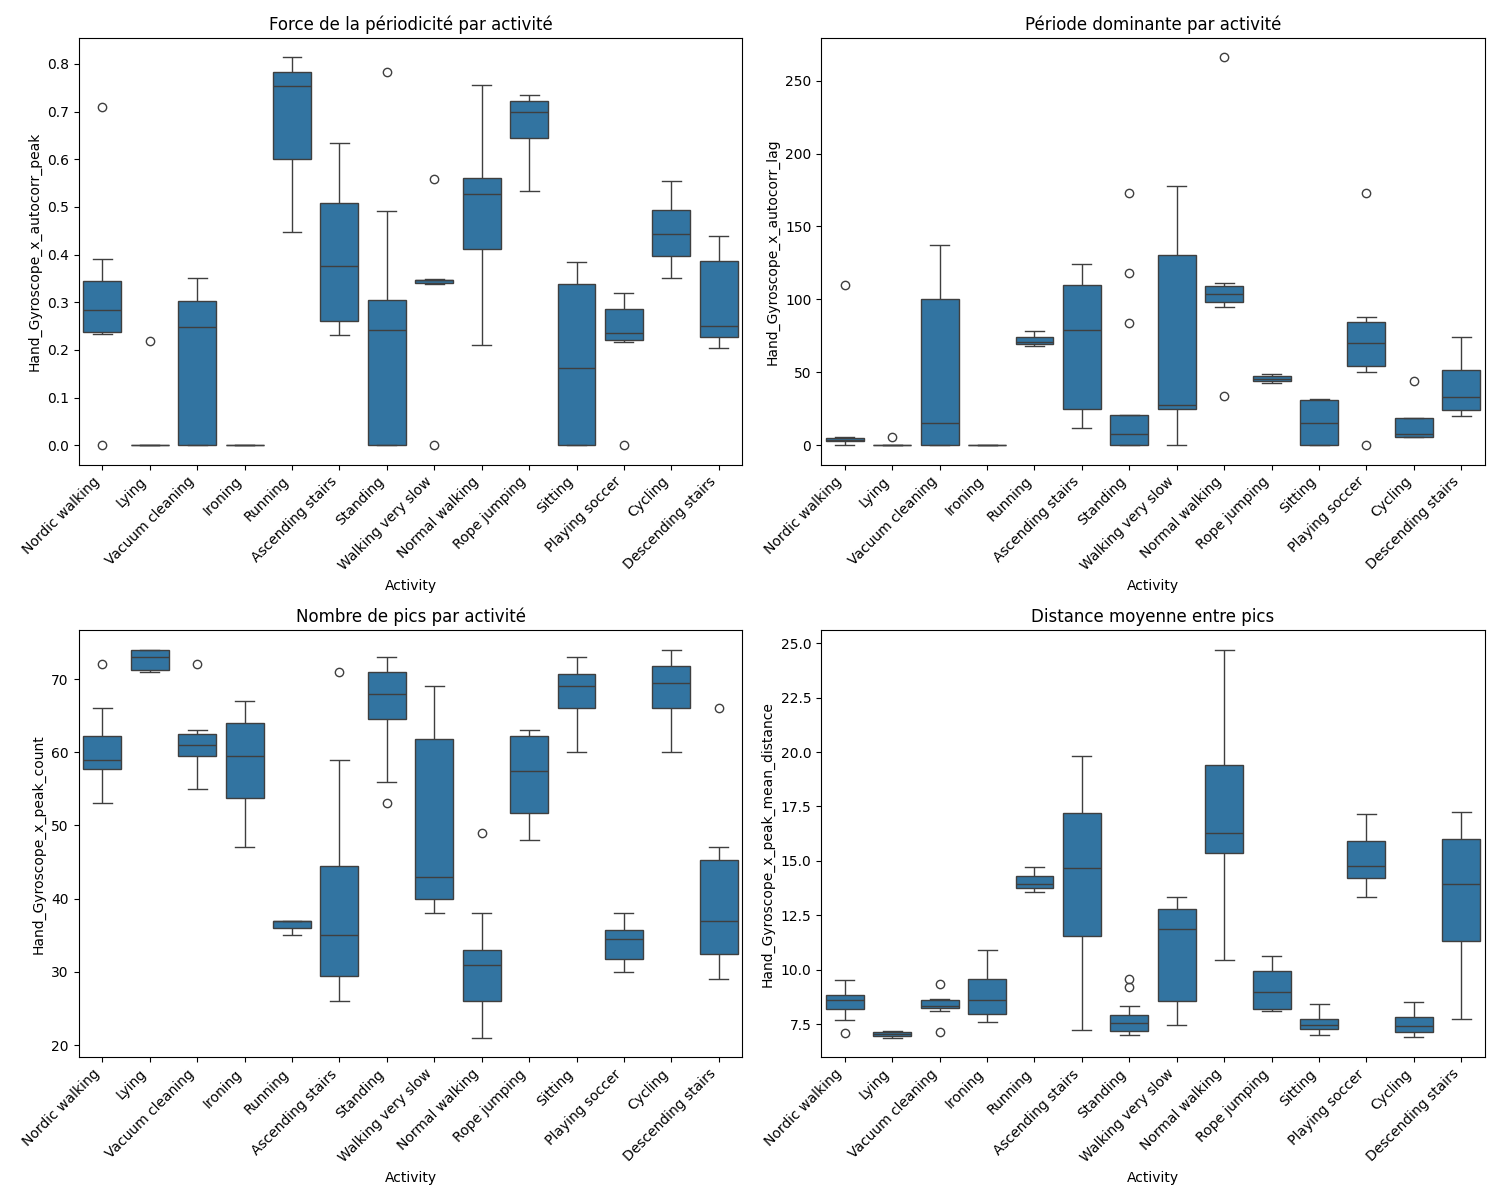 Force de la périodicité par activité
Hand_Gyroscope_x_autocorr_peak
0.8
0.7
0.6
0.5
0.4
0.3
0.2
0.1
0.0
Nordic walking
Lying
Vacuum cleaning
Ironing
Running
Ascending stairs
Standing
Walking very slow
Normal walking
Rope jumping
Sitting
Playing soccer
Cycling
Descending stairs
Activity
Période dominante par activité
Hand_Gyroscope_x_autocorr_lag
250
200
150
100
50
0
Nordic walking
Lying
Vacuum cleaning
Ironing
Running
Ascending stairs
Standing
Walking very slow
Normal walking
Rope jumping
Sitting
Playing soccer
Cycling
Descending stairs
Activity
Nombre de pics par activité
Hand_Gyroscope_x_peak_count
70
60
50
40
30
20
Nordic walking
Lying
Vacuum cleaning
Ironing
Running
Ascending stairs
Standing
Walking very slow
Normal walking
Rope jumping
Sitting
Playing soccer
Cycling
Descending stairs
Activity
Distance moyenne entre pics
Hand_Gyroscope_x_peak_mean_distance
25.0
22.5
20.0
17.5
15.0
12.5
10.0
7.5
Nordic walking
Lying
Vacuum cleaning
Ironing
Running
Ascending stairs
Standing
Walking very slow
Normal walking
Rope jumping
Sitting
Playing soccer
Cycling
Descending stairs
Activity